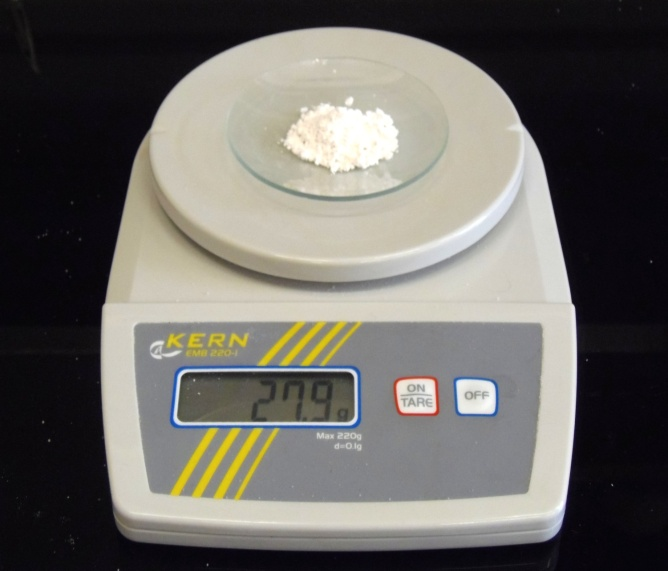 KERN
EMB 220-1
27.9 g
ON
TARE
OFF
Max 220g
d=0.1g